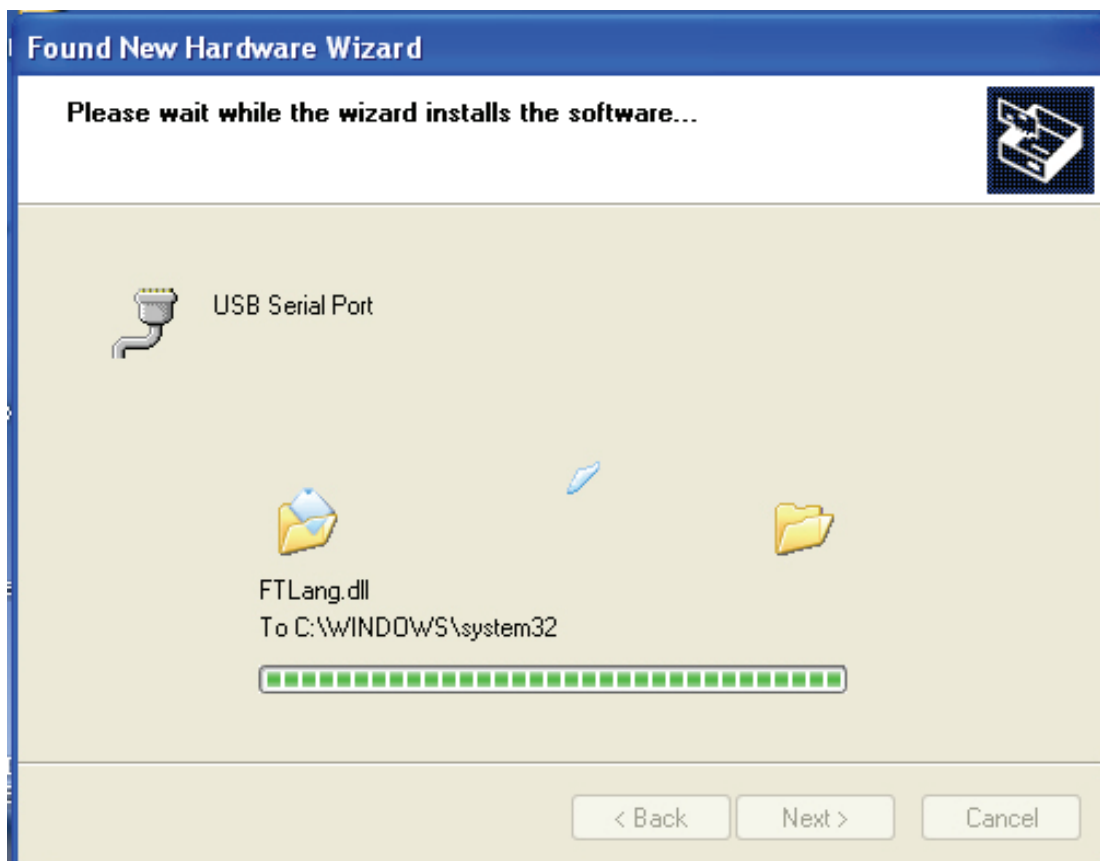 Found New Hardware Wizard
Please wait while the wizard installs the software...
USB Serial Port
FTLang.dll
To C:\WINDOWS\system32
< Back Next > Cancel